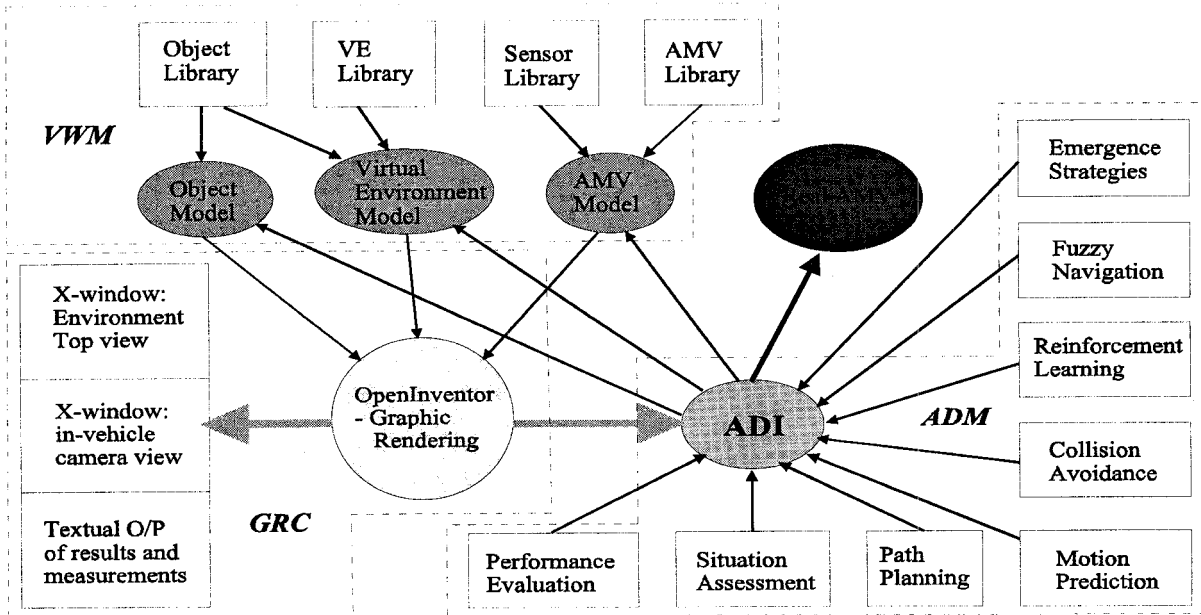 Object
Library
VE
Library
Sensor
Library
AMV
Library
VWM
Object
Model
Virtual
Environment
Model
AMV
Model
Emergence
Strategies
Fuzzy
Navigation
Reinforcement
Learning
Collision
Avoidance
Motion
Prediction
X-window:
Environment
Top view
X-window:
in-vehicle
camera view
Textual O/P
of results and
measurements
OpenInventor
- Graphic
Rendering
ADI
ADM
GRC
Performance
Evaluation
Situation
Assessment
Path
Planning